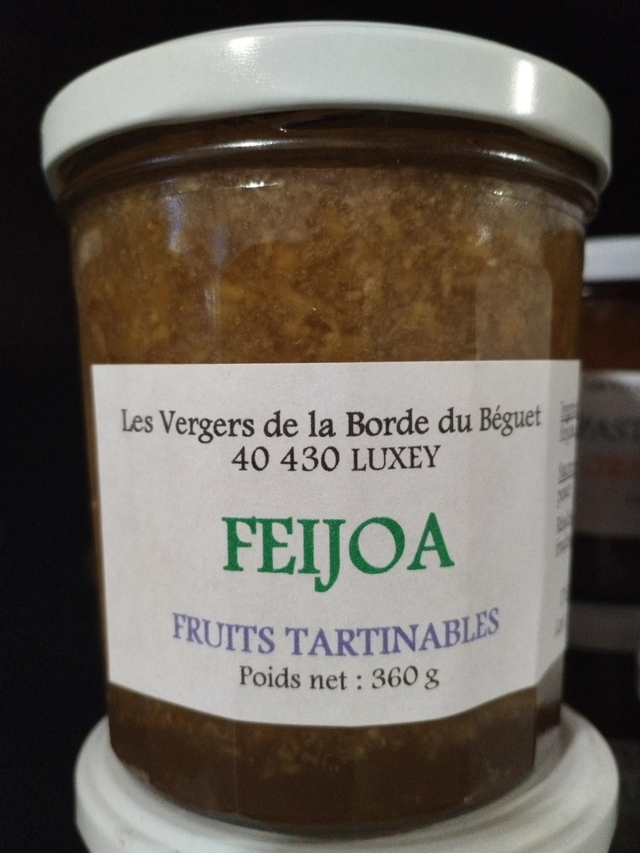 Les Vergers de la Borde du Béguet
40 430 LUXEY
FEIJOA
FRUITS TARTINABLES
Poids net : 360 g